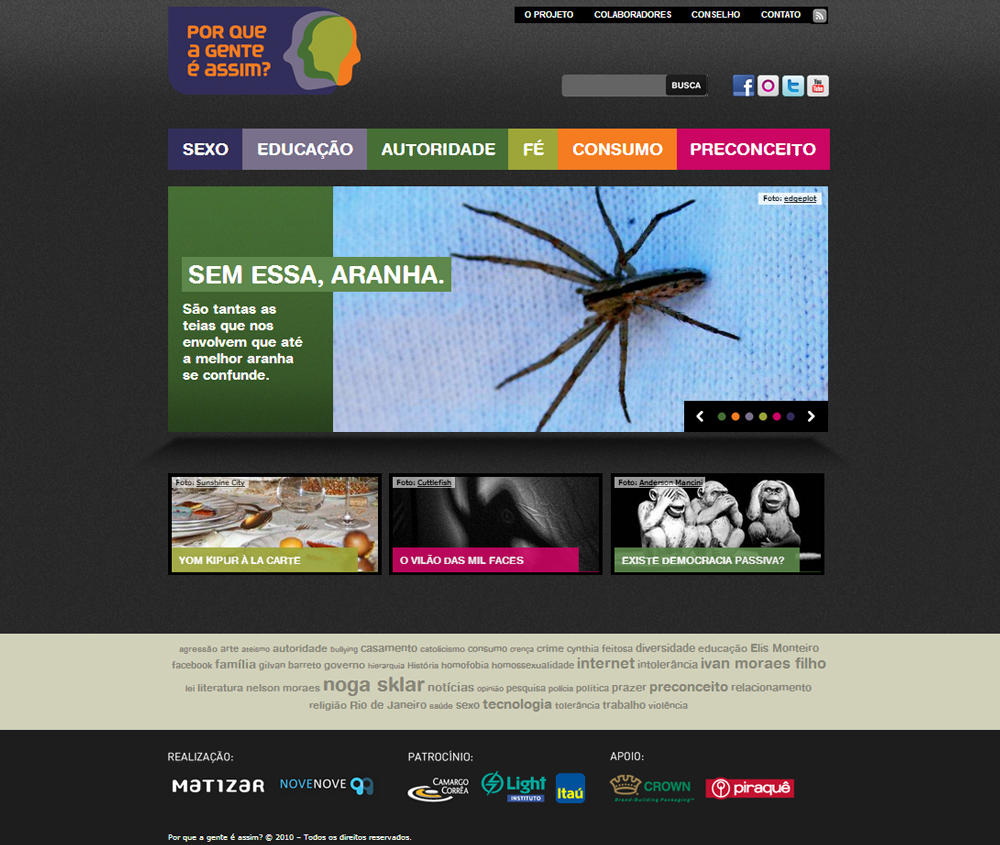 O PROJETO COLABORADORES CONSELHO CONTATO
POR QUE
A GENTE
É ASSIM?
BUSCA
f
t
You
Tube
SEXO EDUCAÇÃO AUTORIDADE FÉ CONSUMO PRECONCEITO
Foto: edgeplot
SEM ESSA, ARANHA.
São tantas as
teias que nos
envolvem que até
a melhor aranha
se confunde.
Foto: Sunshine City
YOM KIPUR À LA CARTE
Foto: Cuttlefish
O VILÃO DAS MIL FACES
Foto: Anderson Mancini
EXISTE DEMOCRACIA PASSIVA?
agressão arte ateísmo autoridade bullying casamento catolicismo consumo crença crime cynthia feitosa diversidade educação Elis Monteiro
facebook família gilvan barreto governo hierarquia História homofobia homossexualidade internet intolerância ivan moraes filho
lei literatura nelson moraes noga sklar notícias opinião pesquisa polícia política prazer preconceito relacionamento
religião Rio de Janeiro saúde sexo tecnologia tolerância trabalho violência
REALIZAÇÃO:
MATIZAR NOVENOVE 99
PATROCÍNIO:
CAMARGO
CORRÊA
Light
INSTITUTO
Itaú
APOIO:
CROWN
Brand-Building Packaging™
piraquê
Por que a gente é assim? © 2010 – Todos os direitos reservados.